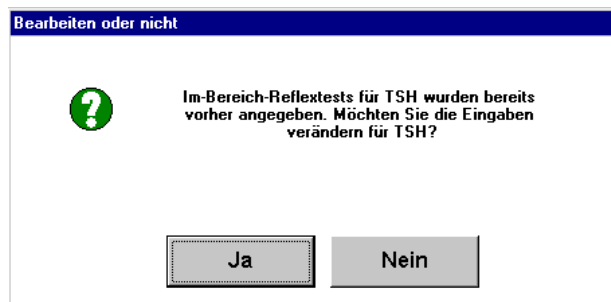 Bearbeiten oder nicht
Im-Bereich-Reflextests für TSH wurden bereits
vorher angegeben. Möchten Sie die Eingaben
verändern für TSH?
Ja
Nein